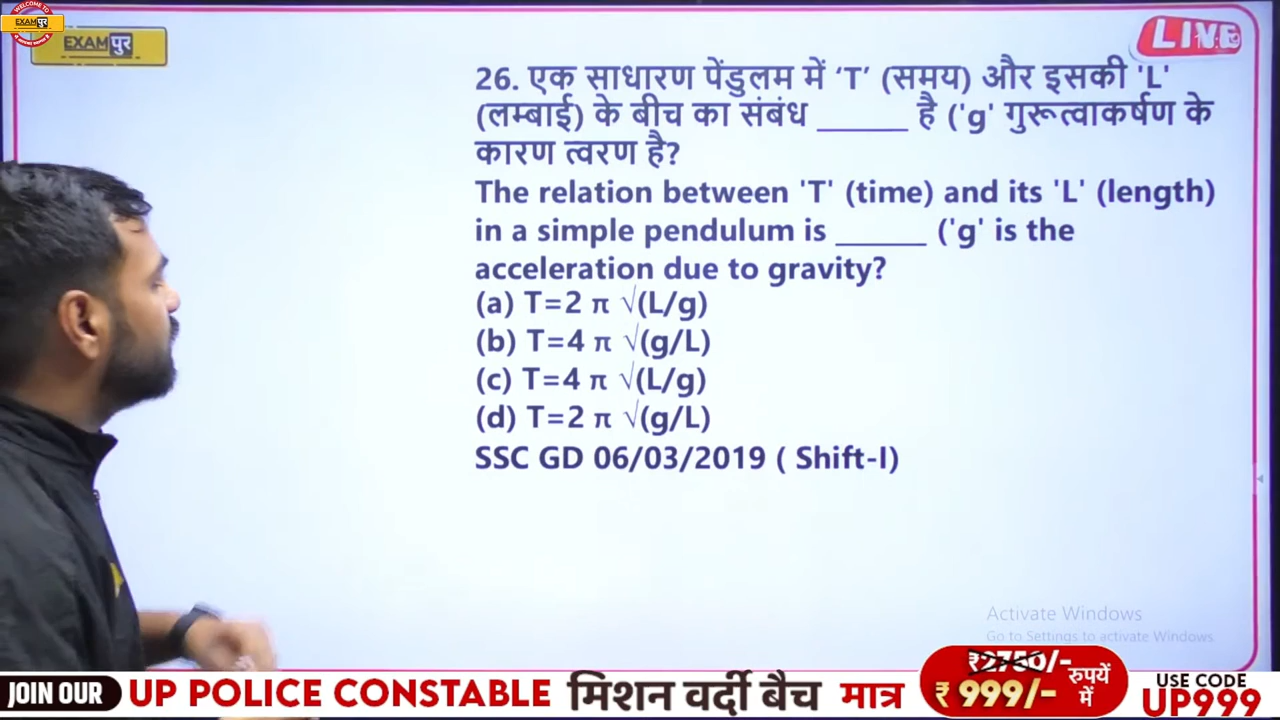 WELCOME TO
EXAMपुर
EXAMपुर
LIVE
26. एक साधारण पेंडुलम में ‘T’ (समय) और इसकी 'L'
(लम्बाई) के बीच का संबंध ______ है ('g' गुरूत्वाकर्षण के
कारण त्वरण है?
The relation between 'T' (time) and its 'L' (length)
in a simple pendulum is ______ ('g' is the
acceleration due to gravity?
(a) T=2 π √(L/g)
(b) T=4 π √(g/L)
(c) T=4 π √(L/g)
(d) T=2 π √(g/L)
SSC GD 06/03/2019 ( Shift-I)
Activate Windows
Go to Settings to activate Windows.
JOIN OUR UP POLICE CONSTABLE मिशन वर्दी बैच मात्र
₹2750/-
₹999/-
रुपयें
में
USE CODE
UP999